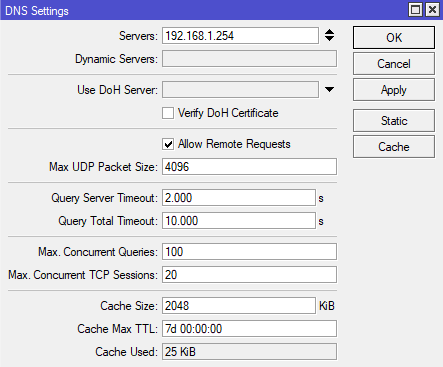 DNS Settings
Servers: 192.168.1.254
OK
Dynamic Servers:
Cancel
Use DoH Server:
Apply
Verify DoH Certificate
Static
Allow Remote Requests
Cache
Max UDP Packet Size: 4096
Query Server Timeout: 2.000 s
Query Total Timeout: 10.000 s
Max. Concurrent Queries: 100
Max. Concurrent TCP Sessions: 20
Cache Size: 2048 KiB
Cache Max TTL: 7d 00:00:00
Cache Used: 25 KiB